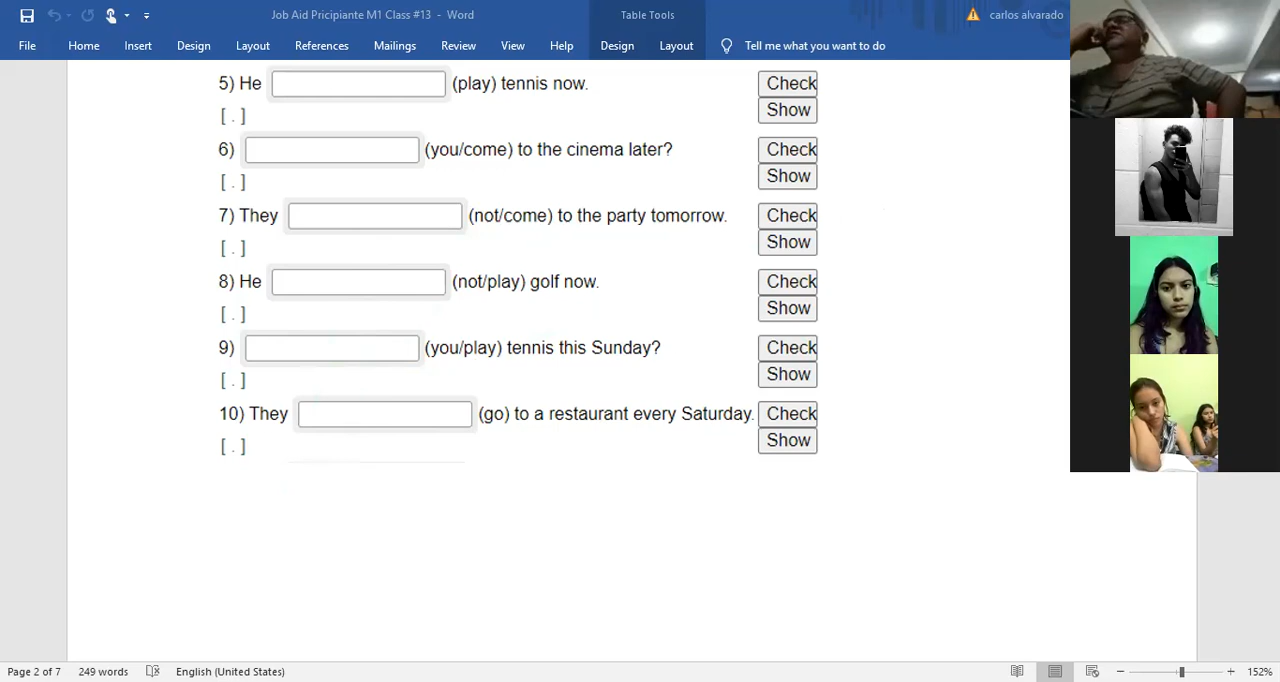 Job Aid Pricipiante M1 Class #13 - Word
Table Tools
carlos alvarado
File Home Insert Design Layout References Mailings Review View Help Design Layout Tell me what you want to do
5) He (play) tennis now. Check
[ . ] Show
6) (you/come) to the cinema later? Check
[ . ] Show
7) They (not/come) to the party tomorrow. Check
[ . ] Show
8) He (not/play) golf now. Check
[ . ] Show
9) (you/play) tennis this Sunday? Check
[ . ] Show
10) They (go) to a restaurant every Saturday. Check
[ . ] Show
Page 2 of 7 249 words English (United States) 152%